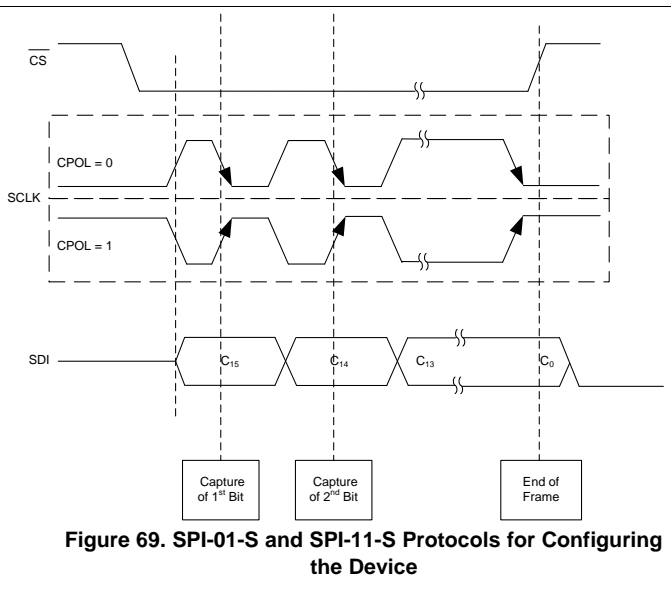 CS
CPOL = 0
SCLK
CPOL = 1
SDI
C15
C14
C13
C0
Capture
of 1st Bit
Capture
of 2nd Bit
End of
Frame
Figure 69. SPI-01-S and SPI-11-S Protocols for Configuring
the Device